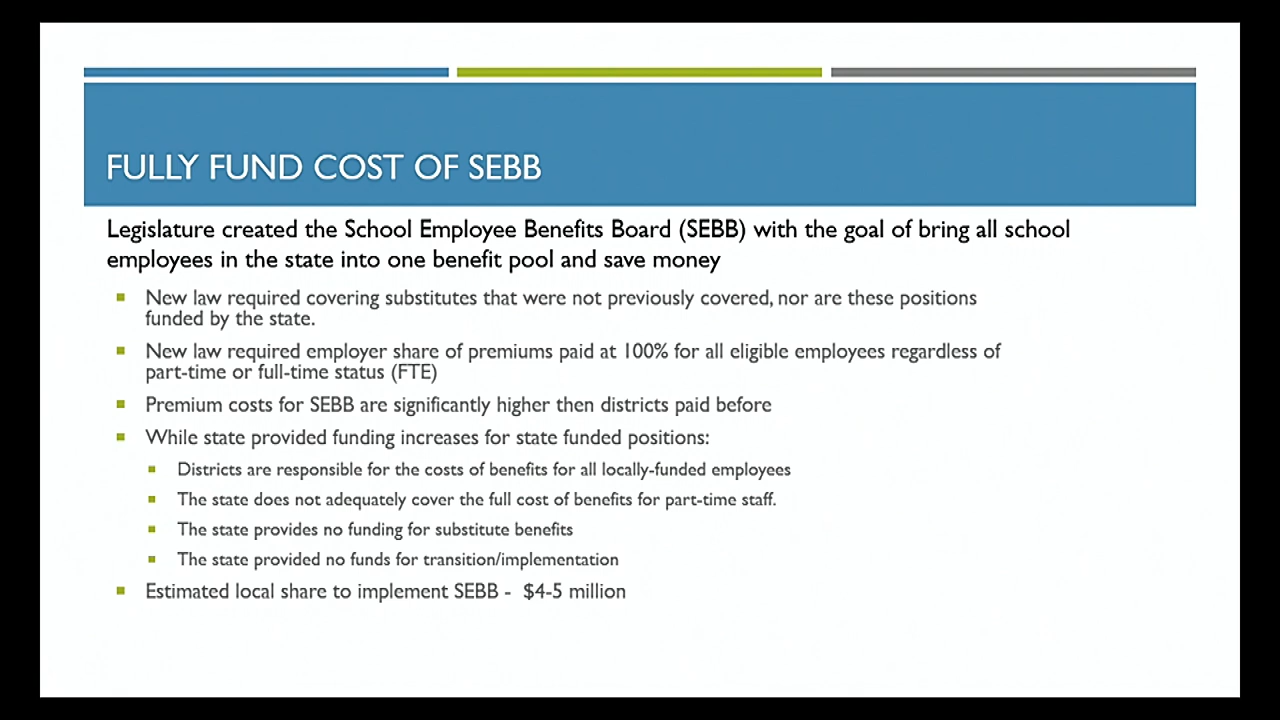 FULLY FUND COST OF SEBB
Legislature created the School Employee Benefits Board (SEBB) with the goal of bring all school
employees in the state into one benefit pool and save money
New law required covering substitutes that were not previously covered, nor are these positions
funded by the state.
New law required employer share of premiums paid at 100% for all eligible employees regardless of
part-time or full-time status (FTE)
Premium costs for SEBB are significantly higher then districts paid before
While state provided funding increases for state funded positions:
Districts are responsible for the costs of benefits for all locally-funded employees
The state does not adequately cover the full cost of benefits for part-time staff.
The state provides no funding for substitute benefits
The state provided no funds for transition/implementation
Estimated local share to implement SEBB - $4-5 million